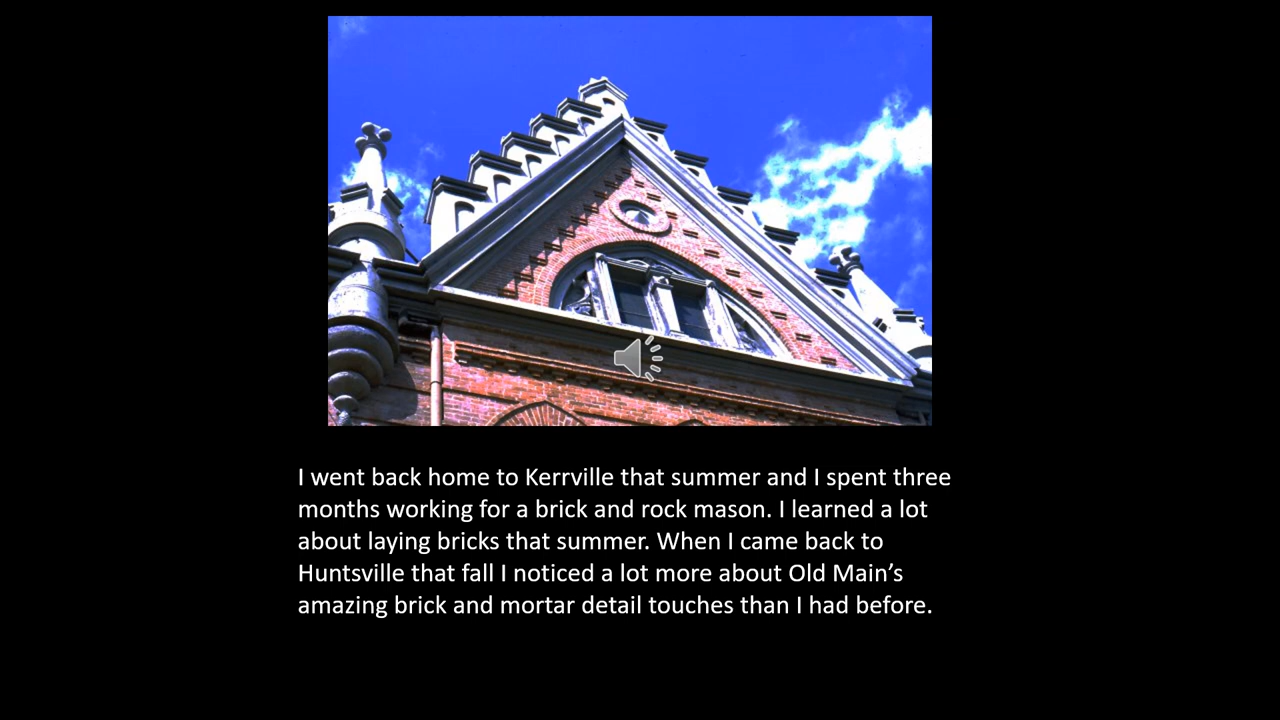 I went back home to Kerrville that summer and I spent three
months working for a brick and rock mason. I learned a lot
about laying bricks that summer. When I came back to
Huntsville that fall I noticed a lot more about Old Main’s
amazing brick and mortar detail touches than I had before.